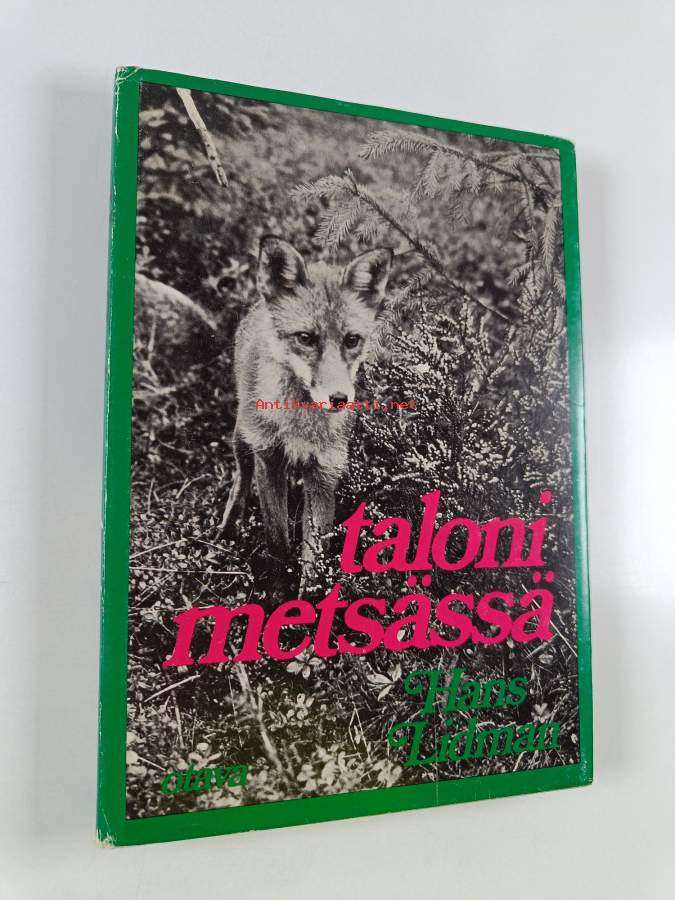 Antikvariaatti.net
taloni
metsässä
Hans
Lidman
otava